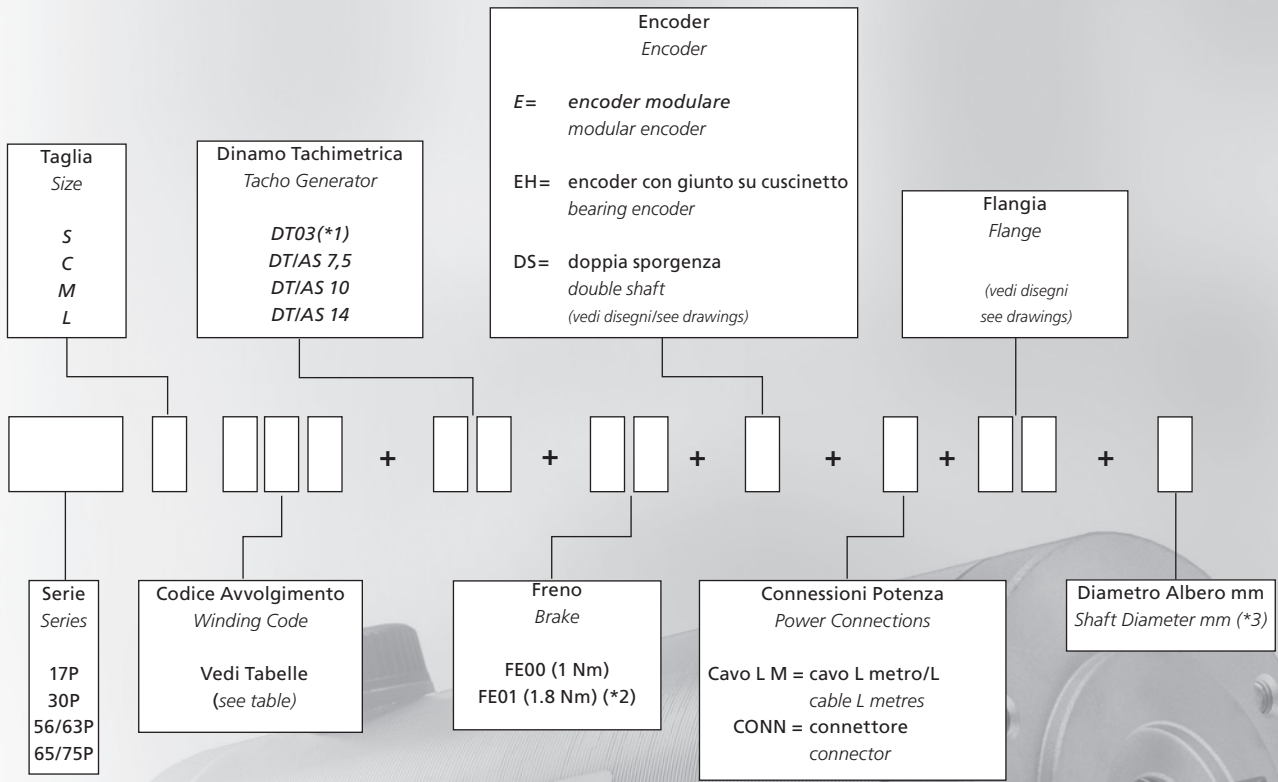 Encoder
Encoder
E= encoder modulare
modular encoder
EH= encoder con giunto su cuscinetto
bearing encoder
DS= doppia sporgenza
double shaft
(vedi disegni/see drawings)
Taglia
Size
S
C
M
L
Dinamo Tachimetrica
Tacho Generator
DT03(*1)
DT/AS 7,5
DT/AS 10
DT/AS 14
Flangia
Flange
(vedi disegni
see drawings)
+ + + + + +
Serie
Series
17P
30P
56/63P
65/75P
Codice Avvolgimento
Winding Code
Vedi Tabelle
(see table)
Freno
Brake
FE00 (1 Nm)
FE01 (1.8 Nm) (*2)
Connessioni Potenza
Power Connections
Cavo L M = cavo L metro/L
cable L metres
CONN = connettore
connector
Diametro Albero mm
Shaft Diameter mm (*3)